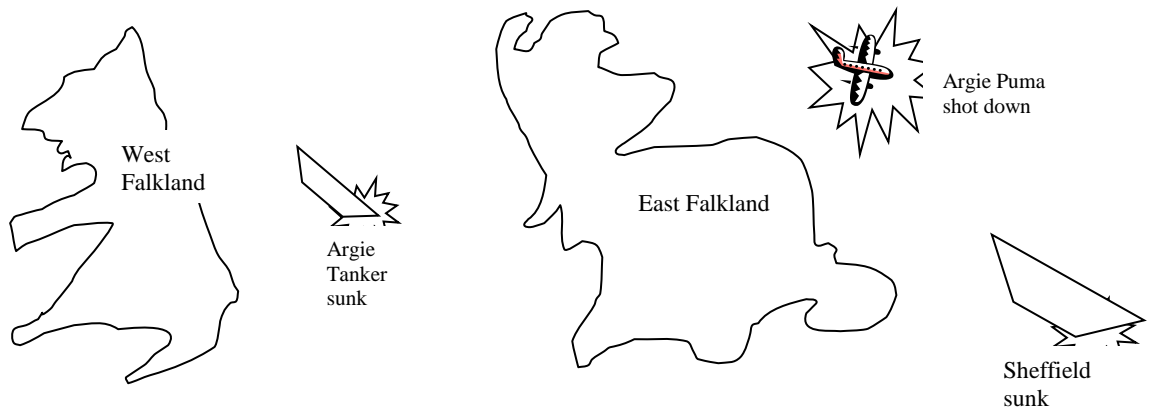 West
Falkland
Argie
Tanker
sunk
East Falkland
Argie Puma
shot down
Sheffield
sunk